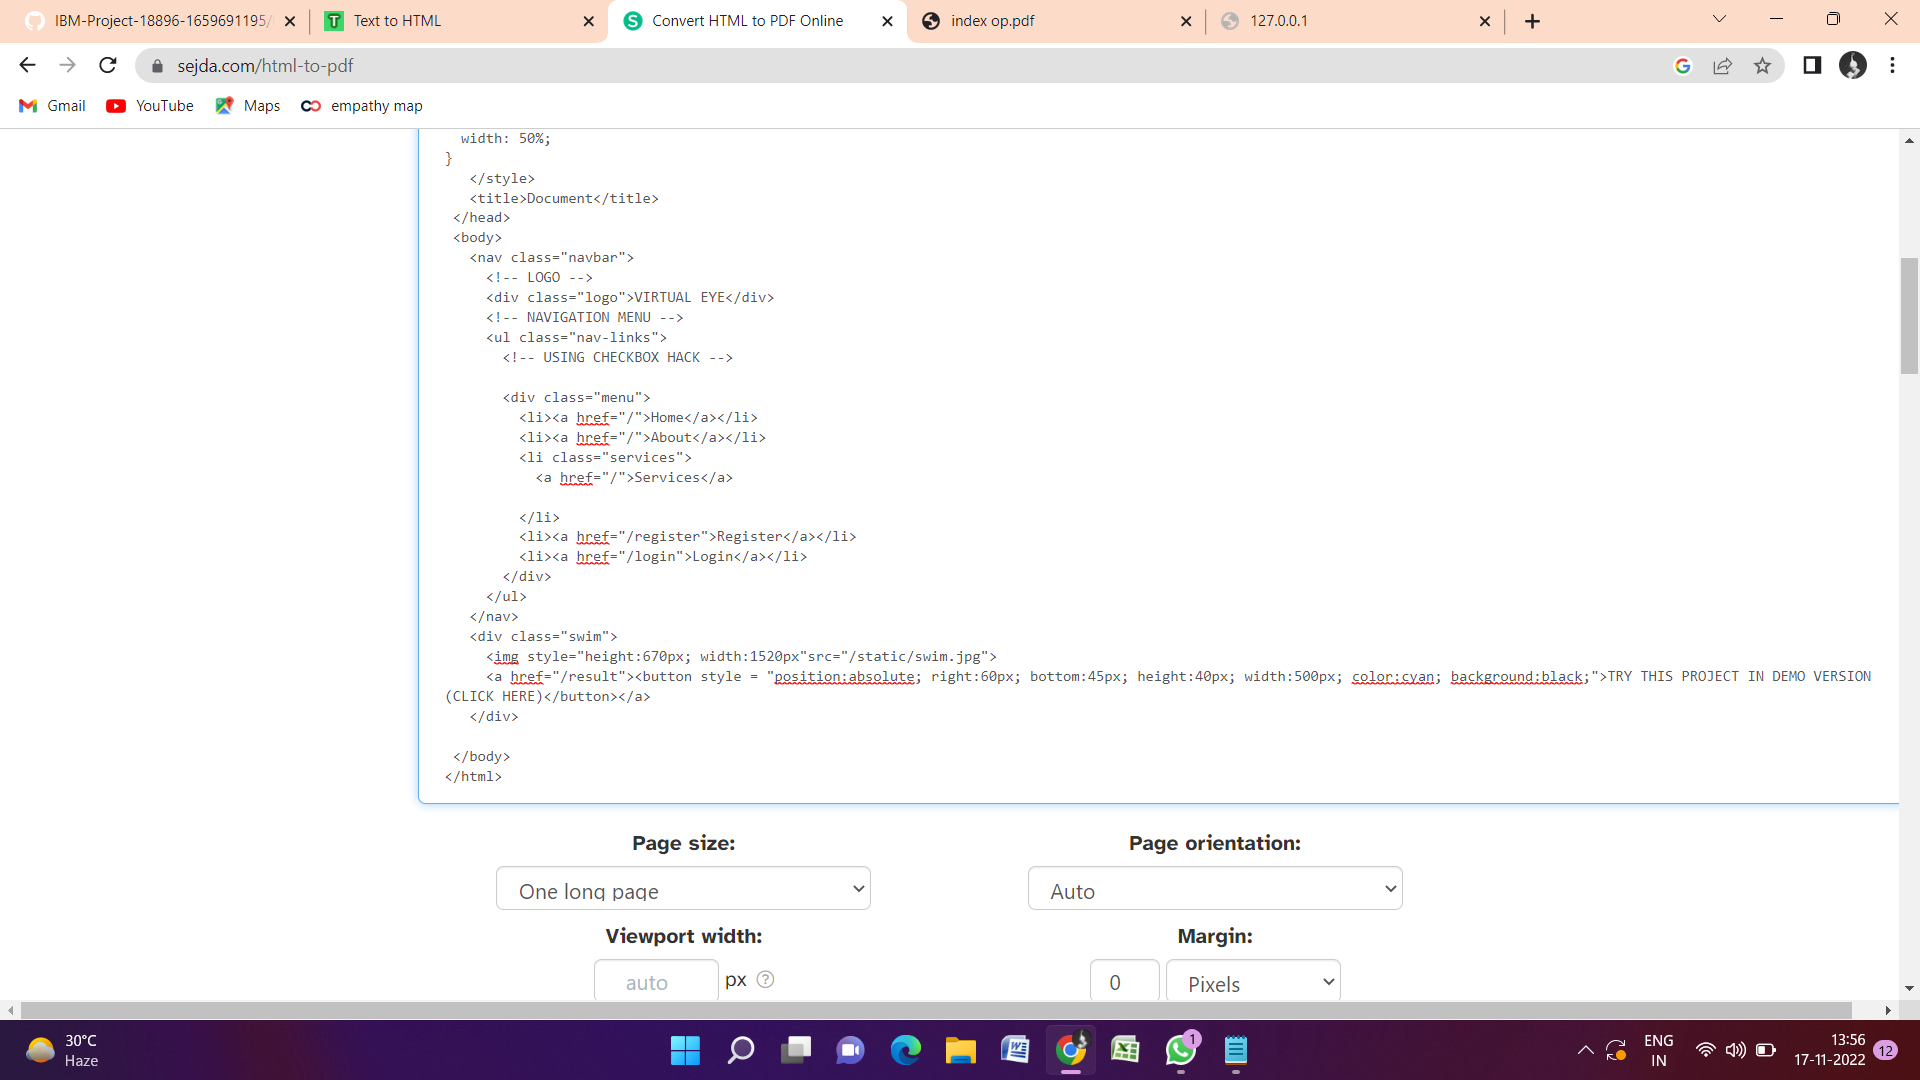 IBM-Project-18896-1659691195/
Text to HTML
Convert HTML to PDF Online
index op.pdf
127.0.0.1
sejda.com/html-to-pdf
Gmail
YouTube
Maps
empathy map
width: 50%;
}
</style>
<title>Document</title>
</head>
<body>
<nav class="navbar">
<!-- LOGO -->
<div class="logo">VIRTUAL EYE</div>
<!-- NAVIGATION MENU -->
<ul class="nav-links">
<!-- USING CHECKBOX HACK -->
<div class="menu">
<li><a href="/">Home</a></li>
<li><a href="/">About</a></li>
<li class="services">
<a href="/">Services</a>
</li>
<li><a href="/register">Register</a></li>
<li><a href="/login">Login</a></li>
</div>
</ul>
</nav>
<div class="swim">
<img style="height:670px; width:1520px"src="/static/swim.jpg">
<a href="/result"><button style = "position:absolute; right:60px; bottom:45px; height:40px; width:500px; color:cyan; background:black;">TRY THIS PROJECT IN DEMO VERSION
(CLICK HERE)</button></a>
</div>
</body>
</html>
Page size:
Page orientation:
One long page
Auto
Viewport width:
Margin:
auto
px
?
0
Pixels
30°C
Haze
1
ENG
IN
13:56
17-11-2022
12